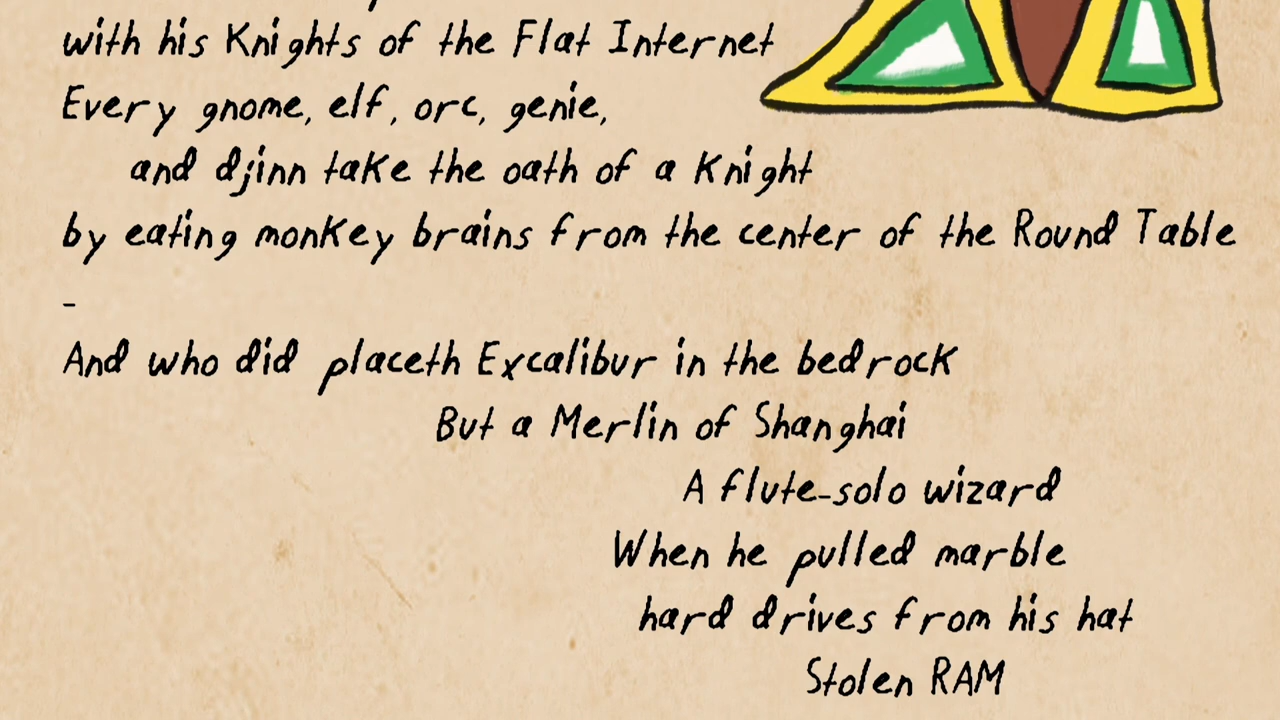 with his Knights of the Flat Internet
Every gnome, elf, orc, genie,
and djinn take the oath of a Knight
by eating monkey brains from the center of the Round Table
-
And who did placeth Excalibur in the bedrock
But a Merlin of Shanghai
A flute-solo wizard
When he pulled marble
hard drives from his hat
Stolen RAM